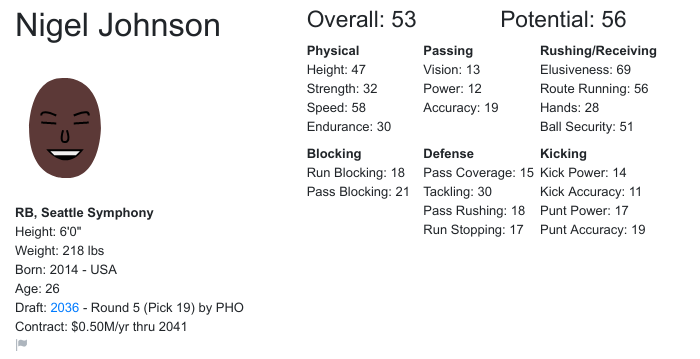 Nigel Johnson
RB, Seattle Symphony
Height: 6'0"
Weight: 218 lbs
Born: 2014 - USA
Age: 26
Draft: 2036 - Round 5 (Pick 19) by PHO
Contract: $0.50M/yr thru 2041
Overall: 53
Potential: 56
Physical
Height: 47
Strength: 32
Speed: 58
Endurance: 30
Passing
Vision: 13
Power: 12
Accuracy: 19
Rushing/Receiving
Elusiveness: 69
Route Running: 56
Hands: 28
Ball Security: 51
Blocking
Run Blocking: 18
Pass Blocking: 21
Defense
Pass Coverage: 15
Tackling: 30
Pass Rushing: 18
Run Stopping: 17
Kicking
Kick Power: 14
Kick Accuracy: 11
Punt Power: 17
Punt Accuracy: 19